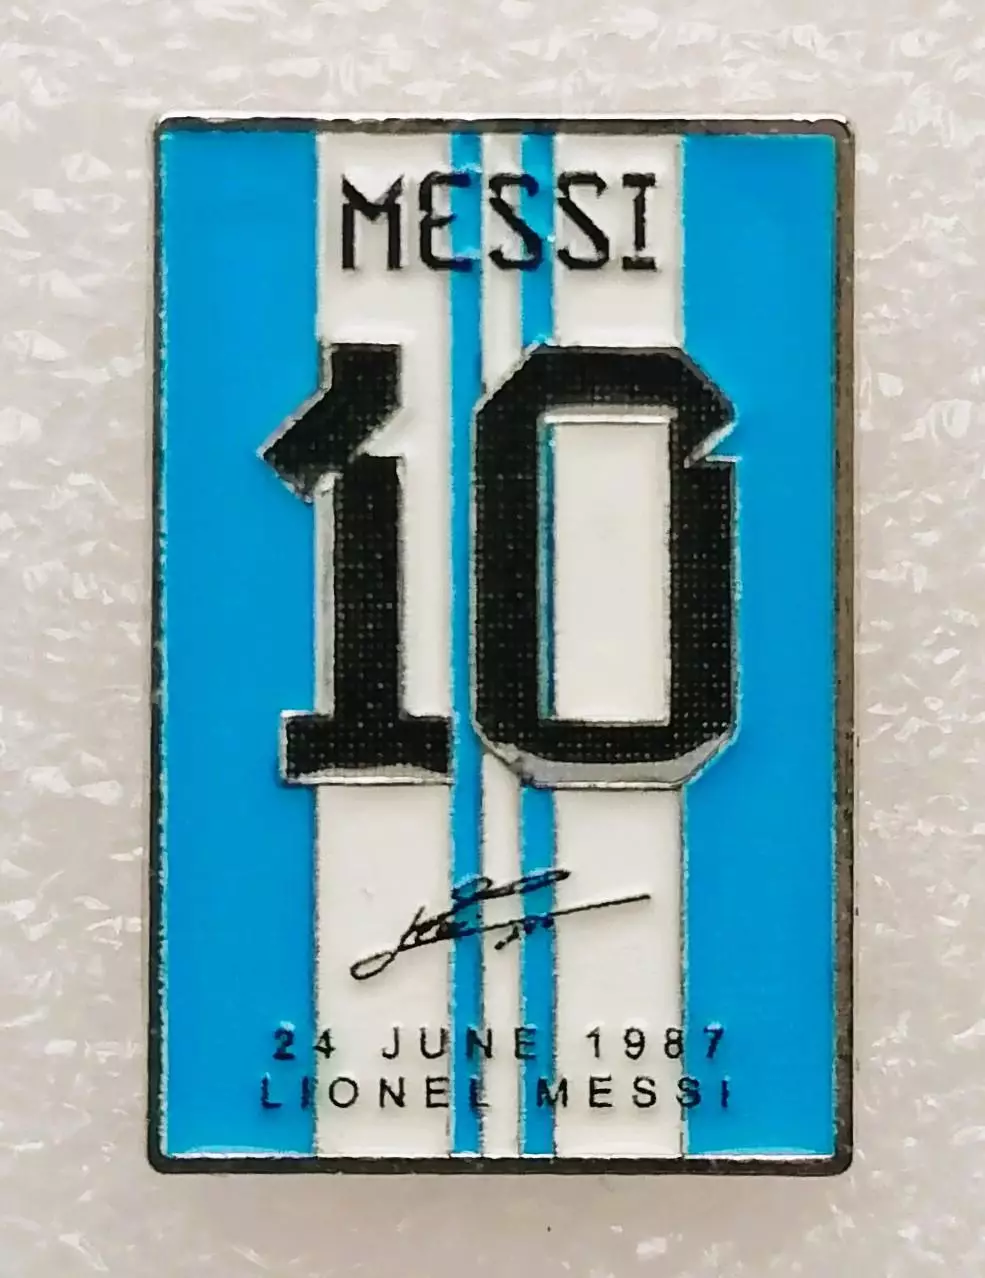 MESSI
10
24 JUNE 1987
LIONEL MESSI